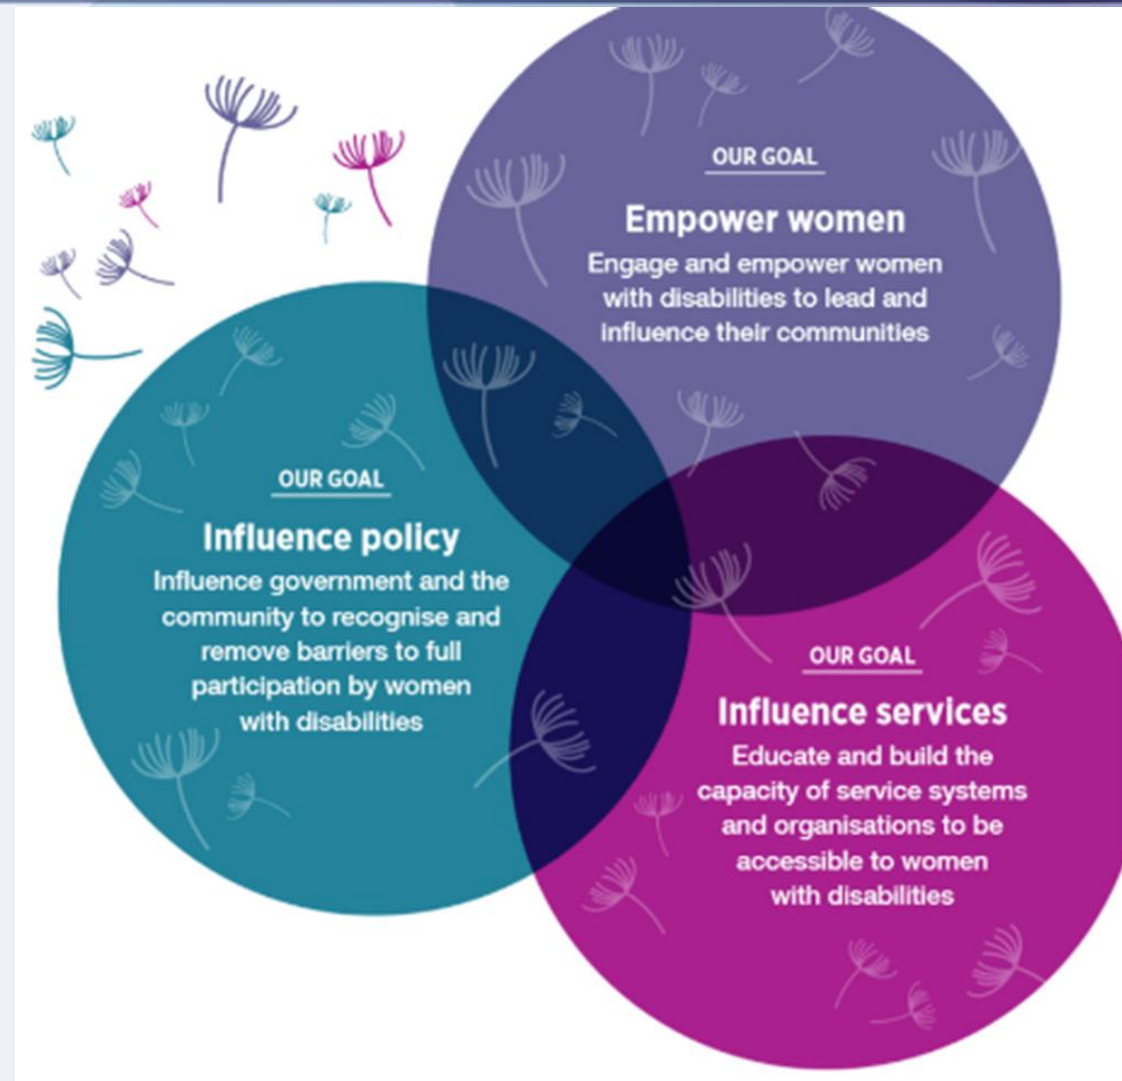 OUR GOAL
Empower women
Engage and empower women
with disabilities to lead and
influence their communities
OUR GOAL
Influence policy
Influence government and the
community to recognise and
remove barriers to full
participation by women
with disabilities
OUR GOAL
Influence services
Educate and build the
capacity of service systems
and organisations to be
accessible to women
with disabilities